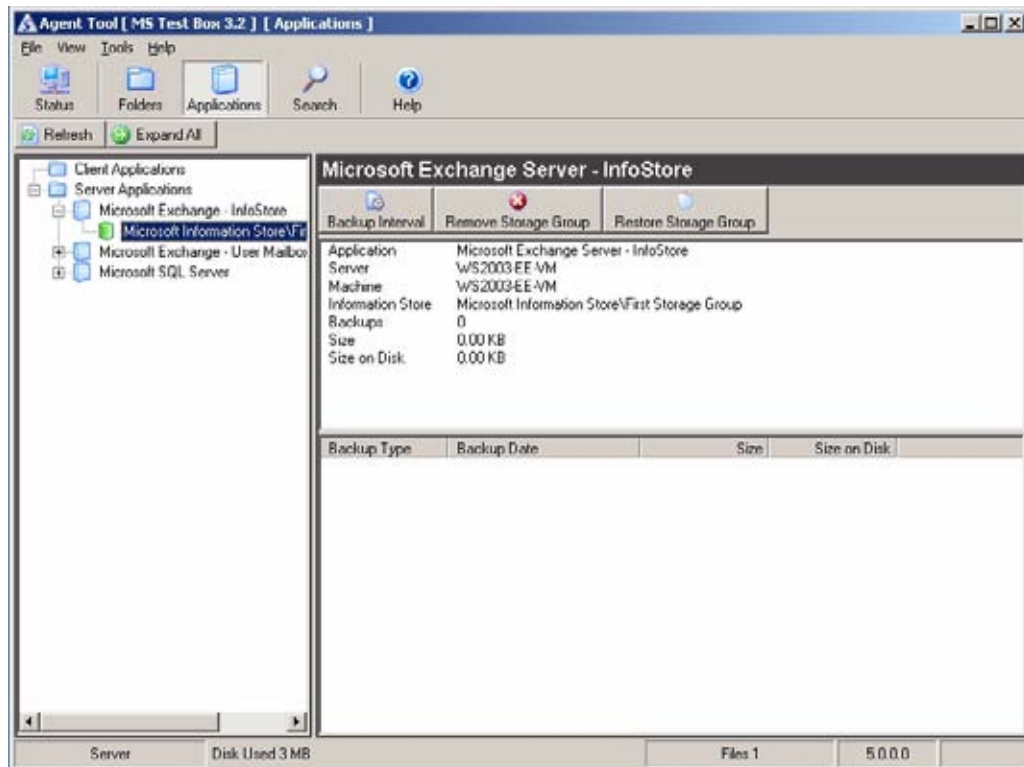 Agent Tool [ MS Test Box 3.2 ] [ Applications ]
File View Tools Help
Status Folders Applications Search Help
Refresh Expand All
Client Applications
Server Applications
Microsoft Exchange - InfoStore
Microsoft Information Store\Fir
Microsoft Exchange - User Mailbox
Microsoft SQL Server
Microsoft Exchange Server - InfoStore
Backup Interval Remove Storage Group Restore Storage Group
Application Microsoft Exchange Server - InfoStore
Server WS2003-EE-VM
Machine WS2003-EE-VM
Information Store Microsoft Information Store\First Storage Group
Backups 0
Size 0.00 KB
Size on Disk 0.00 KB
Backup Type Backup Date Size Size on Disk
Server Disk Used 3 MB Files 1 5.0.0.0